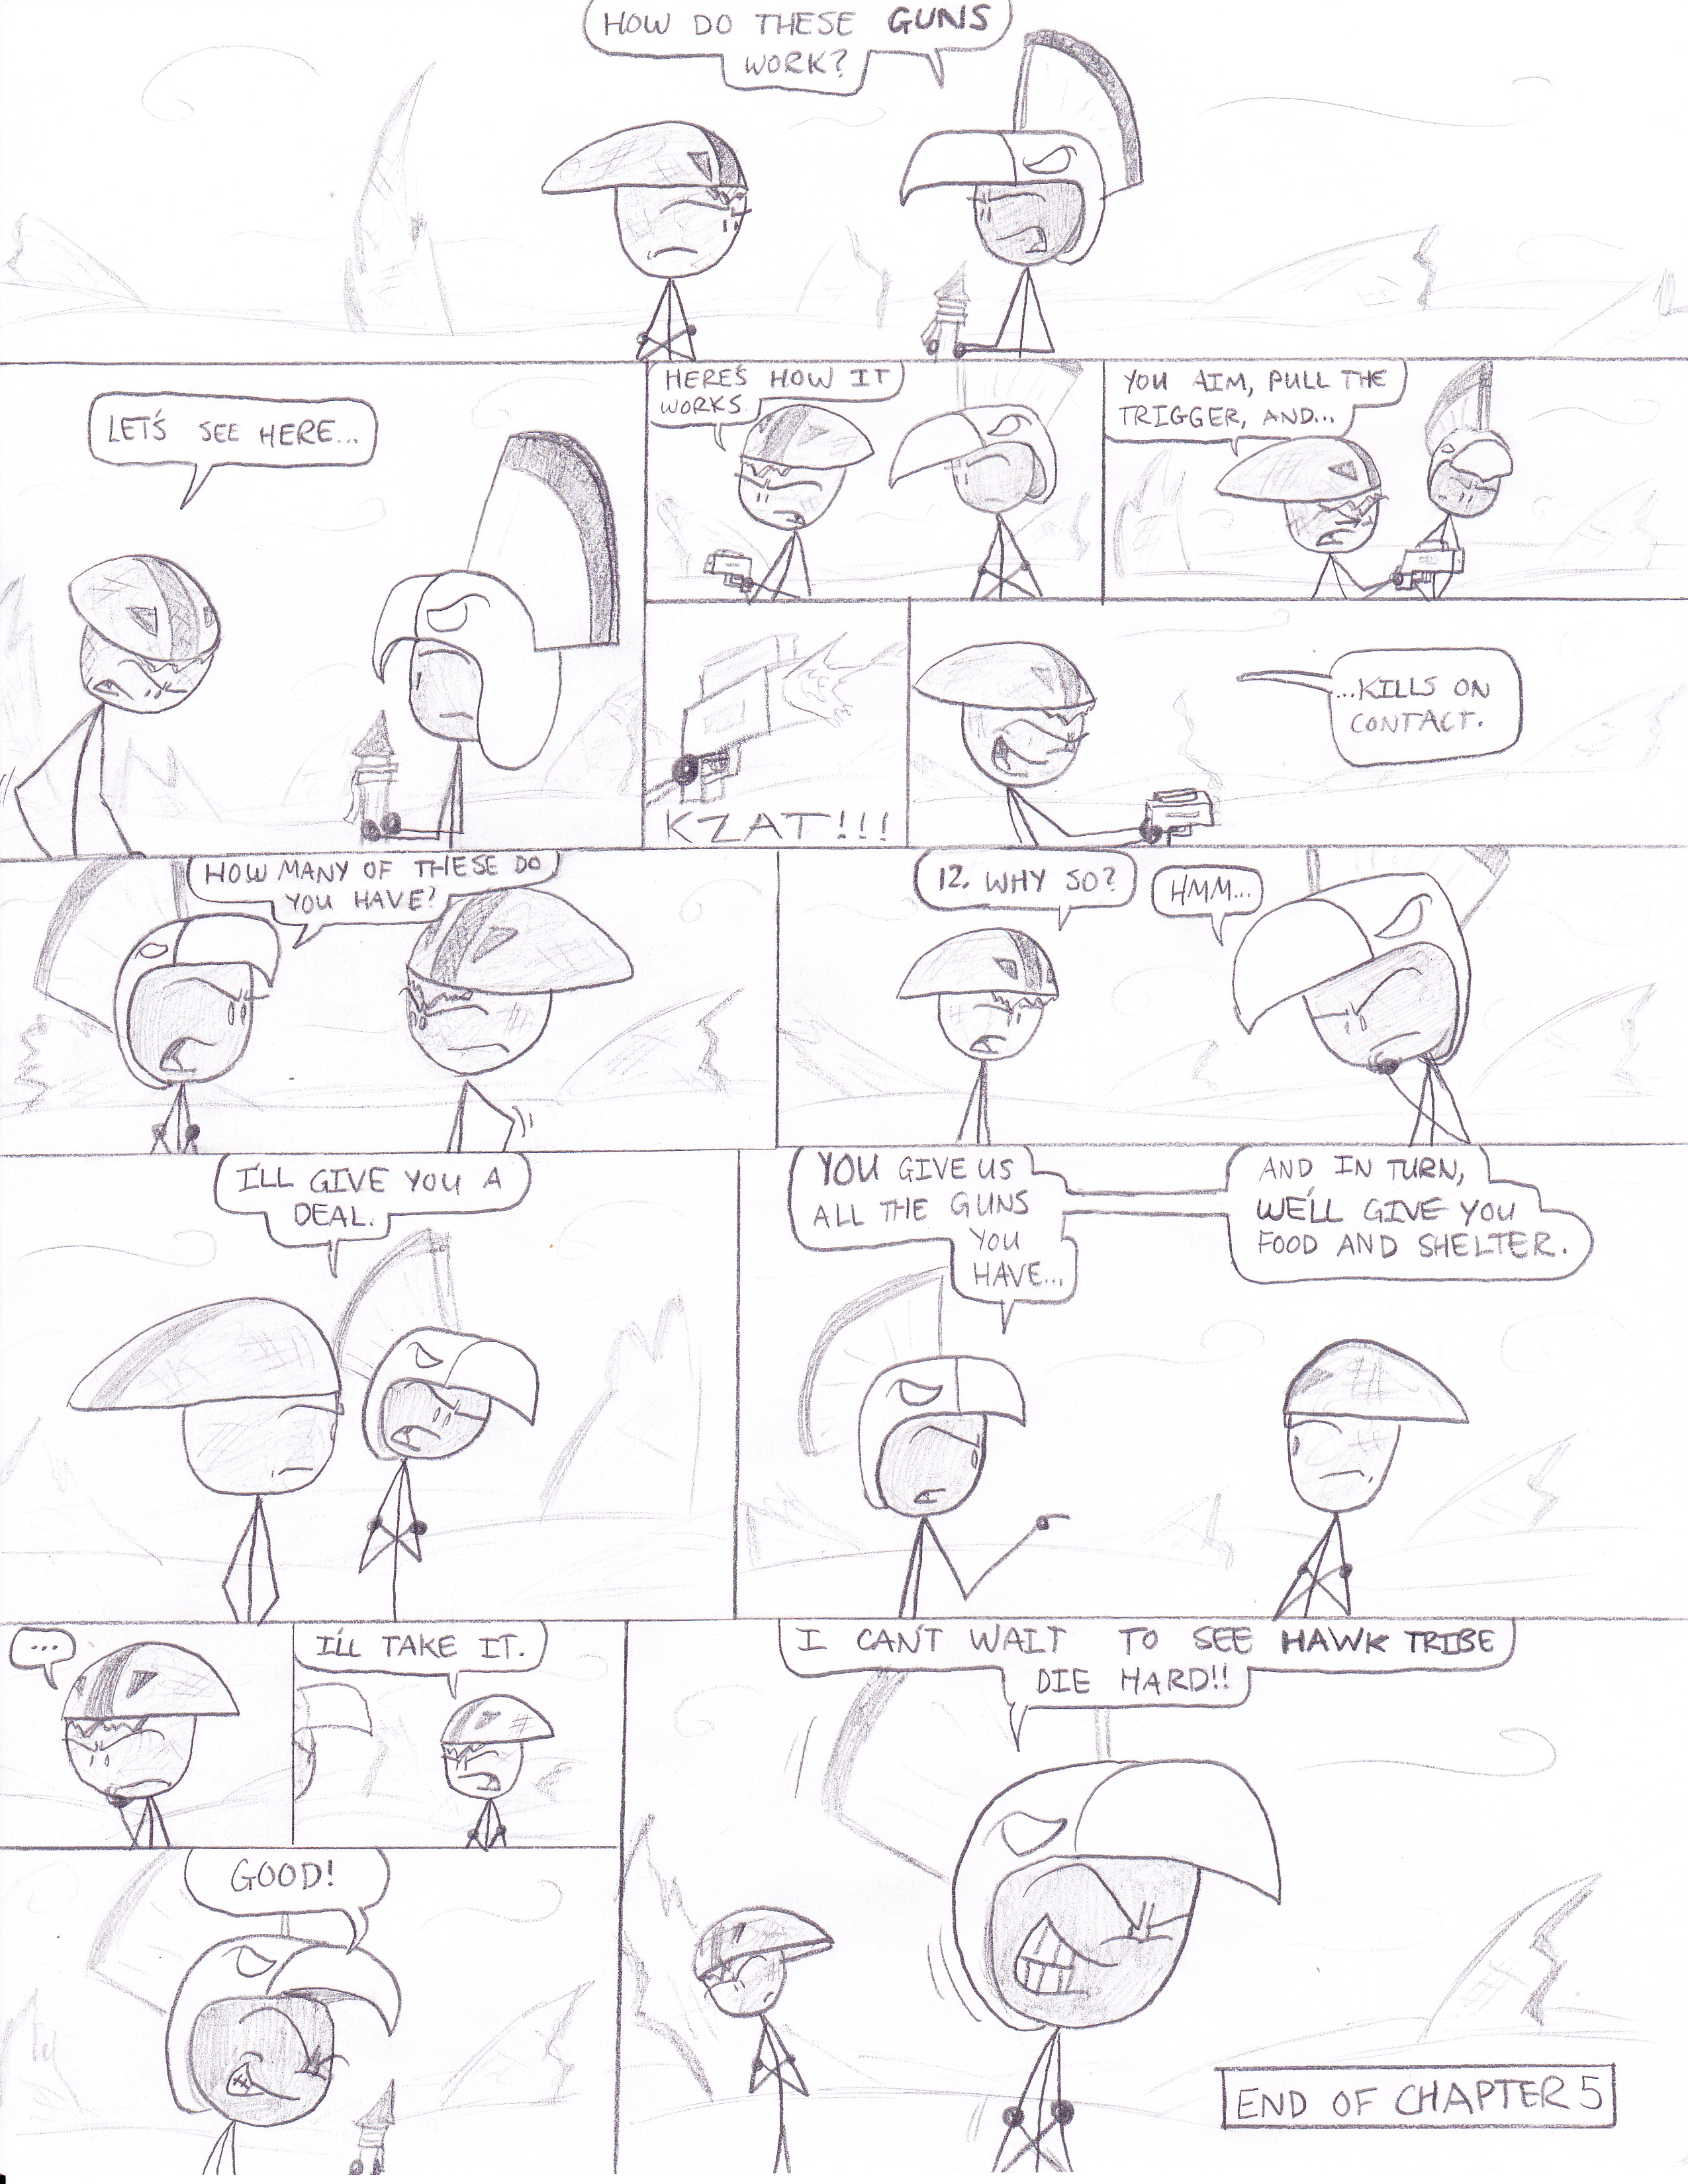 HOW DO THESE GUNS
WORK?
LET'S SEE HERE...
HERE'S HOW IT
WORKS.
YOU AIM, PULL THE
TRIGGER, AND...
KZAT!!!
...KILLS ON
CONTACT.
HOW MANY OF THESE DO
YOU HAVE?
12. WHY SO?
HMM...
I'LL GIVE YOU A
DEAL.
YOU GIVE US
ALL THE GUNS
YOU
HAVE...
AND IN TURN,
WE'LL GIVE YOU
FOOD AND SHELTER.
...
I'LL TAKE IT.
GOOD!
I CAN'T WAIT TO SEE HAWK TRIBE
DIE HARD!!
END OF CHAPTER 5